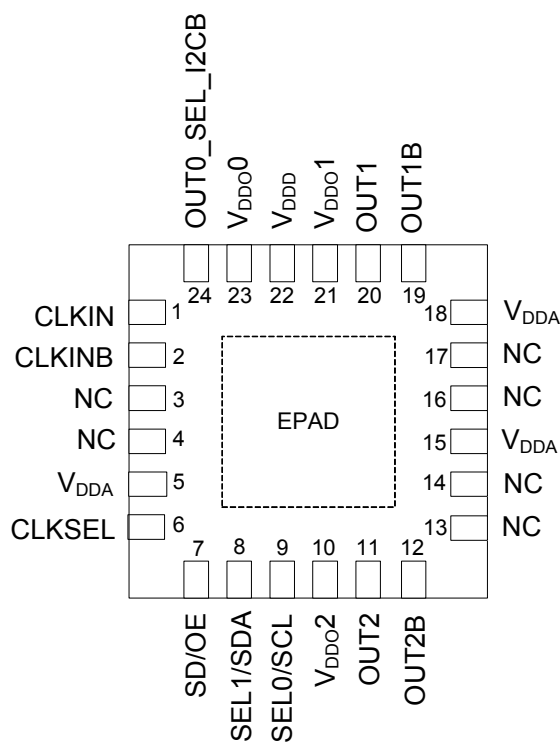 OUT0_SEL_I2CB
VDDO0
VDDD
VDDO1
OUT1
OUT1B
24
23
22
21
20
19
CLKIN
1
CLKINB
2
NC
3
NC
4
VDDA
5
CLKSEL
6
EPAD
18
VDDA
17
NC
16
NC
15
VDDA
14
NC
13
NC
7
8
9
10
11
12
SD/OE
SEL1/SDA
SEL0/SCL
VDDO2
OUT2
OUT2B